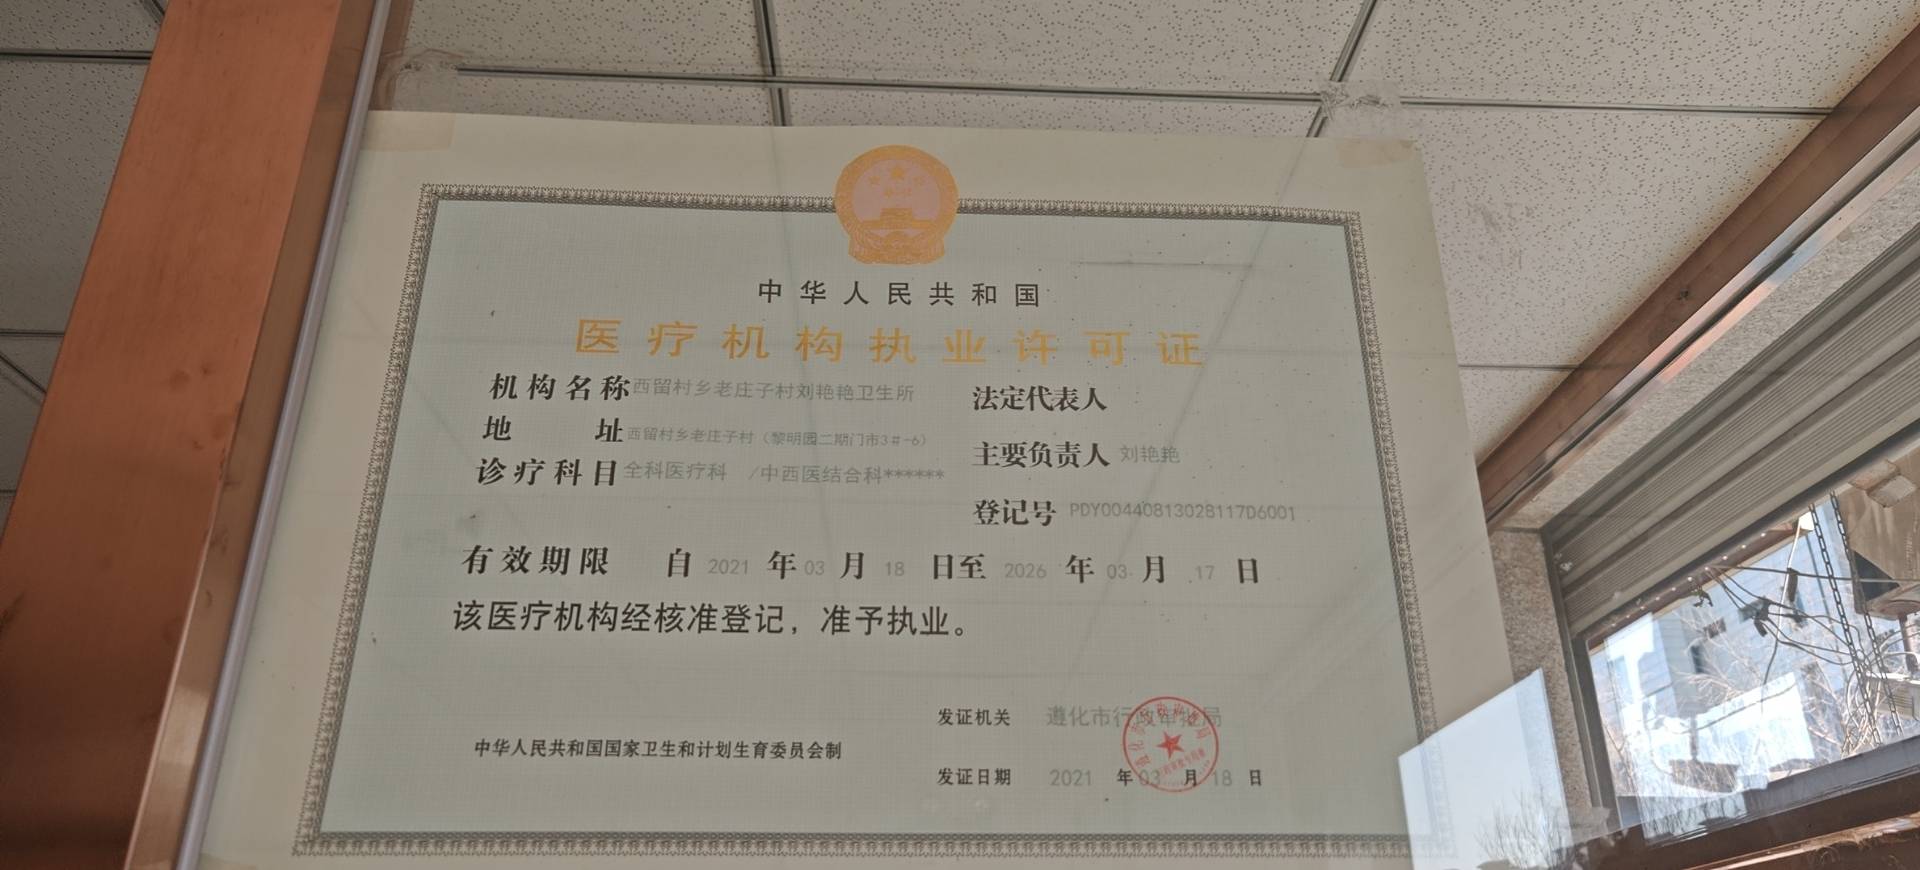 中华人民共和国
医疗机构执业许可证
机构名称 西留村乡老庄子村刘艳艳卫生所
地址 西留村乡老庄子村（黎明园二期门市3#-6）
诊疗科目 全科医疗科 /中西医结合科******
法定代表人
主要负责人 刘艳艳
登记号 PDY00440813028117D6001
有效期限 自 2021 年 03 月 18 日至 2026 年 03 月 17 日
该医疗机构经核准登记，准予执业。
中华人民共和国国家卫生和计划生育委员会制
发证机关 遵化市行政审批局
发证日期 2021 年 03 月 18 日